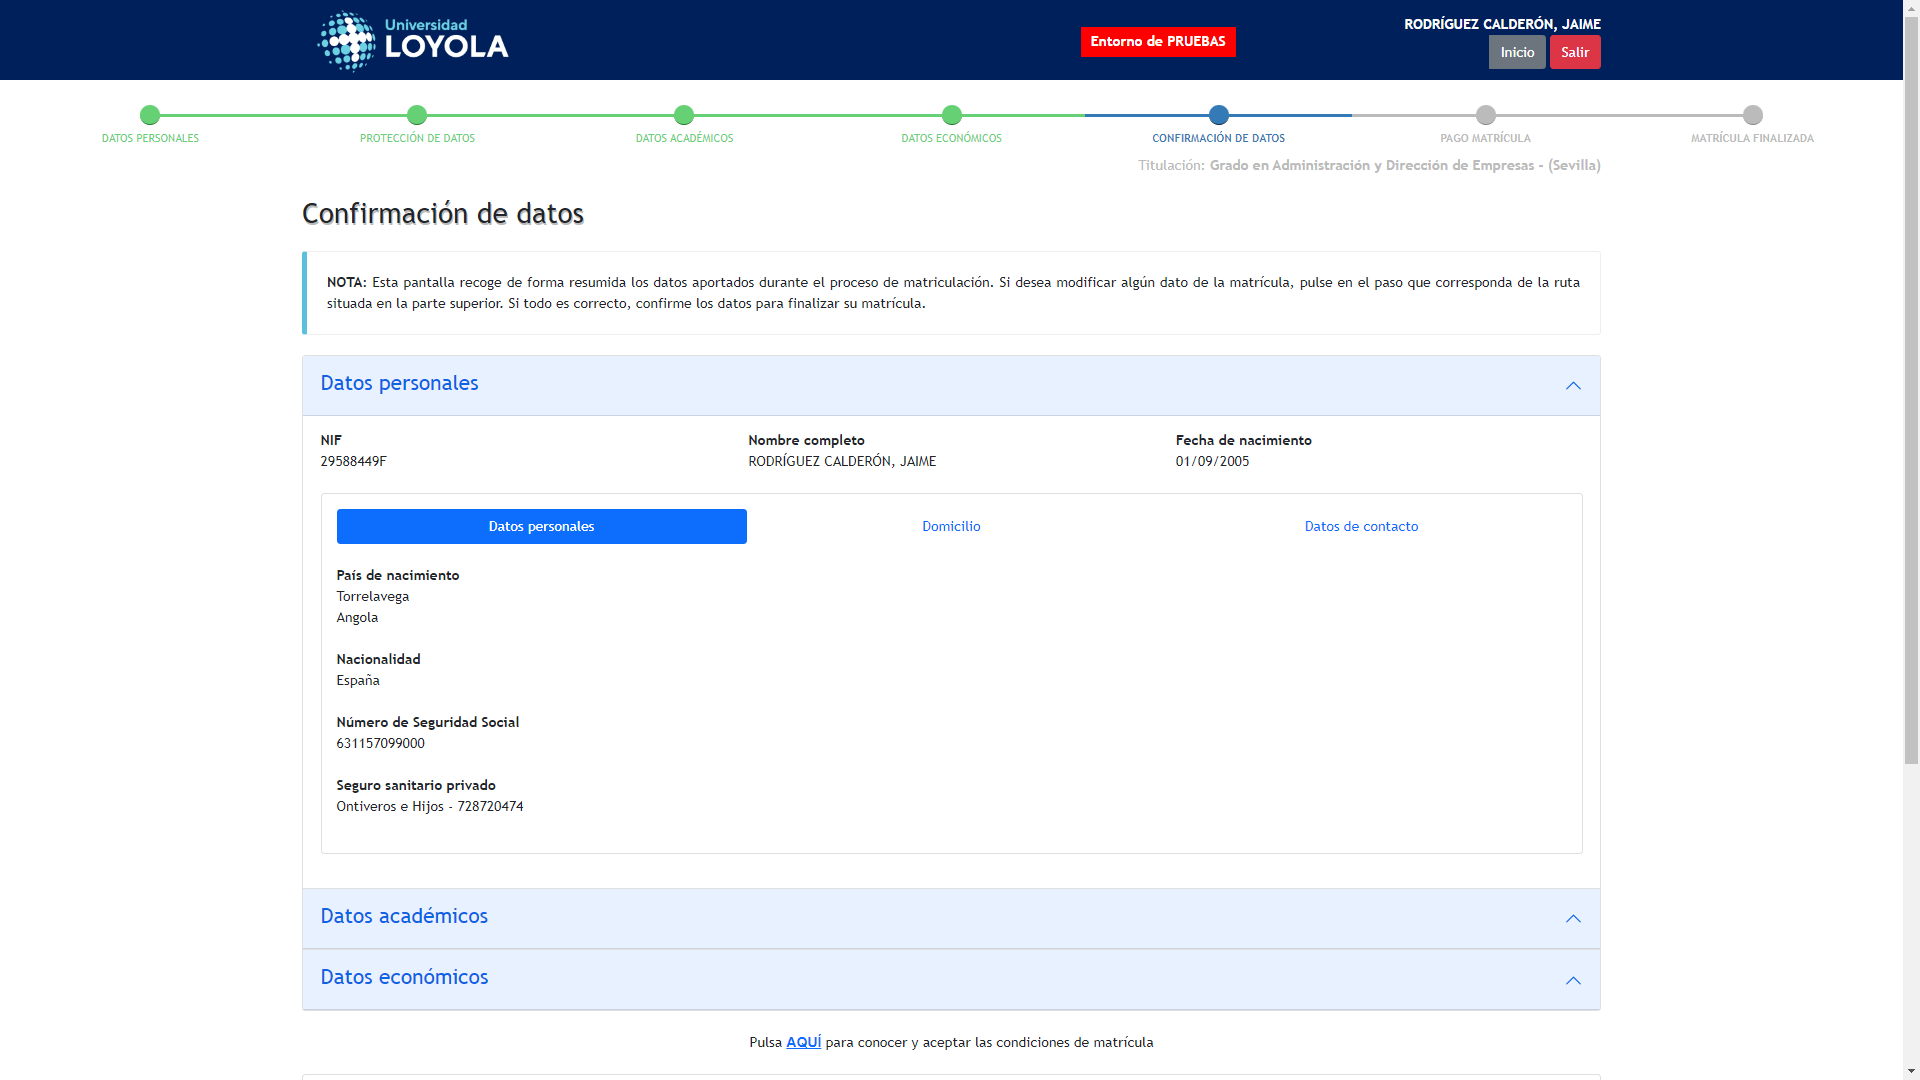 Universidad
LOYOLA
Entorno de PRUEBAS
RODRÍGUEZ CALDERÓN, JAIME
Inicio
Salir
DATOS PERSONALES
PROTECCIÓN DE DATOS
DATOS ACADÉMICOS
DATOS ECONÓMICOS
CONFIRMACIÓN DE DATOS
PAGO MATRÍCULA
MATRÍCULA FINALIZADA
Titulación: Grado en Administración y Dirección de Empresas - (Sevilla)
Confirmación de datos
NOTA: Esta pantalla recoge de forma resumida los datos aportados durante el proceso de matriculación. Si desea modificar algún dato de la matrícula, pulse en el paso que corresponda de la ruta
situada en la parte superior. Si todo es correcto, confirme los datos para finalizar su matrícula.
Datos personales
NIF
29588449F
Nombre completo
RODRÍGUEZ CALDERÓN, JAIME
Fecha de nacimiento
01/09/2005
Datos personales
Domicilio
Datos de contacto
País de nacimiento
Torrelavega
Angola
Nacionalidad
España
Número de Seguridad Social
631157099000
Seguro sanitario privado
Ontiveros e Hijos - 728720474
Datos académicos
Datos económicos
Pulsa AQUÍ para conocer y aceptar las condiciones de matrícula